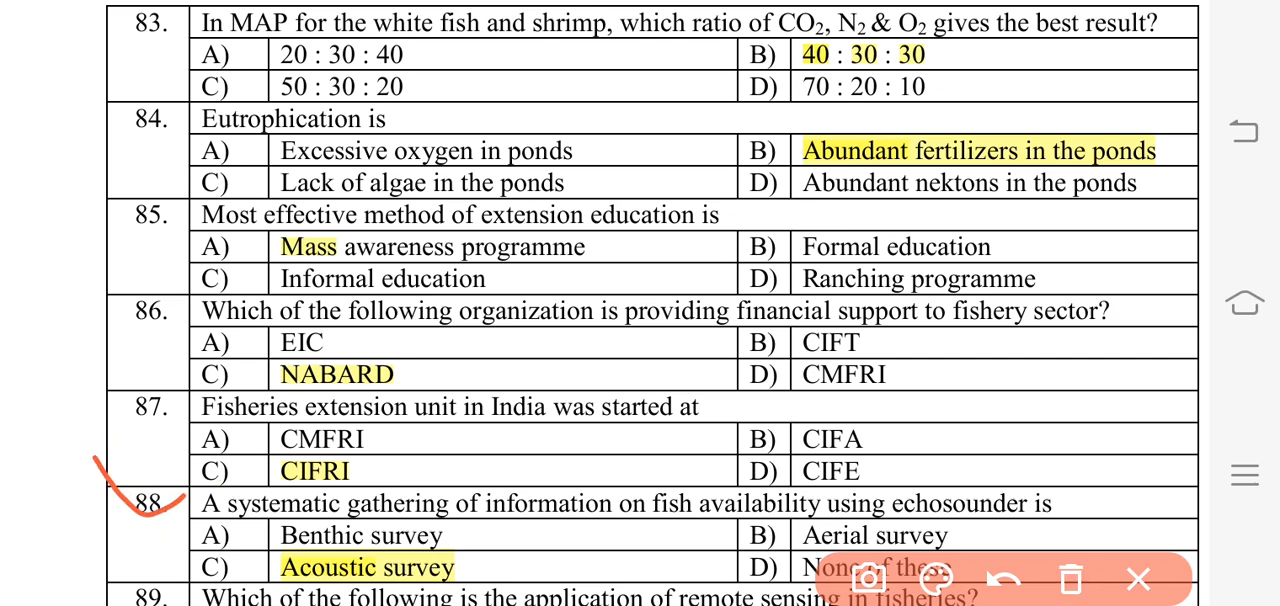 83. In MAP for the white fish and shrimp, which ratio of CO₂, N₂ & O₂ gives the best result?
A) 20 : 30 : 40 B) 40 : 30 : 30
C) 50 : 30 : 20 D) 70 : 20 : 10
84. Eutrophication is
A) Excessive oxygen in ponds B) Abundant fertilizers in the ponds
C) Lack of algae in the ponds D) Abundant nektons in the ponds
85. Most effective method of extension education is
A) Mass awareness programme B) Formal education
C) Informal education D) Ranching programme
86. Which of the following organization is providing financial support to fishery sector?
A) EIC B) CIFT
C) NABARD D) CMFRI
87. Fisheries extension unit in India was started at
A) CMFRI B) CIFA
C) CIFRI D) CIFE
88. A systematic gathering of information on fish availability using echosounder is
A) Benthic survey B) Aerial survey
C) Acoustic survey D) None of these
89. Which of the following is the application of remote sensing in fisheries?